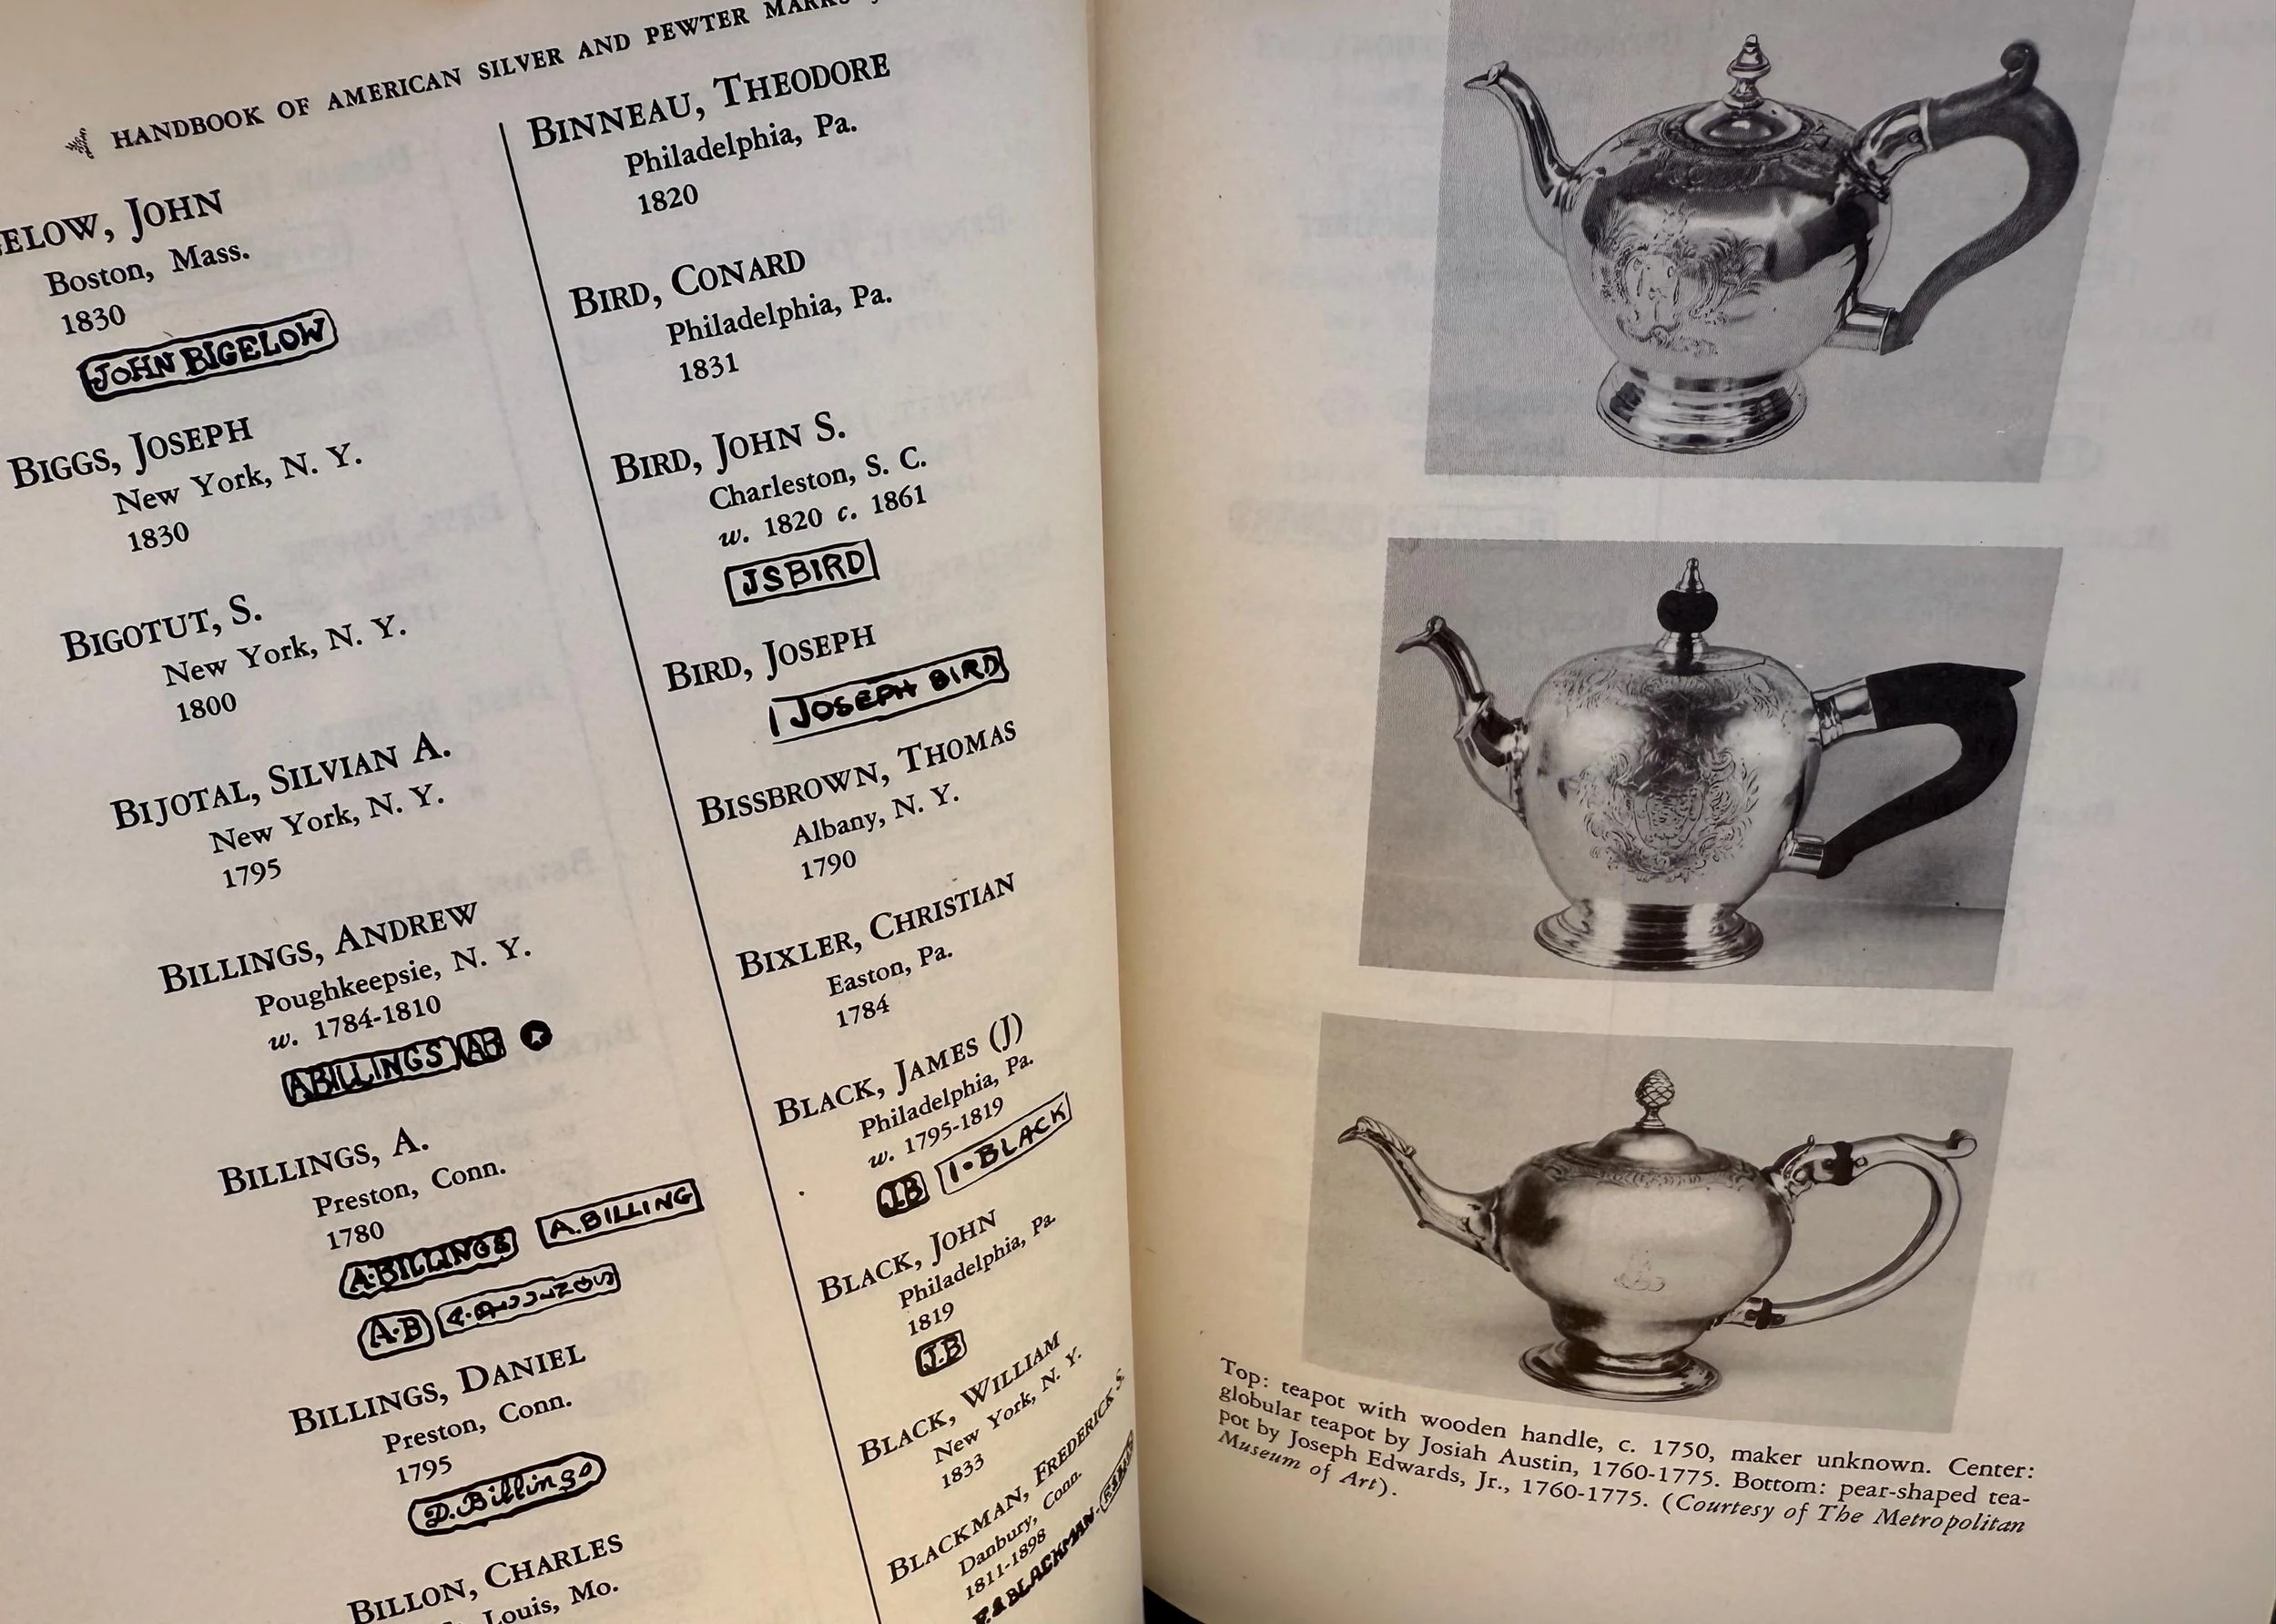 HANDBOOK OF AMERICAN SILVER AND PEWTER MARKS
JOHN
Boston, Mass.
1830
JOHN BIGELOW
BIGGS, JOSEPH
New York, N. Y.
1830
BIGOTUT, S.
New York, N. Y.
1800
BIJOTAL, SILVIAN A.
New York, N. Y.
1795
BILLINGS, ANDREW
Poughkeepsie, N. Y.
w. 1784-1810
ABILLINGS AB
BILLINGS, A.
Preston, Conn.
1780
A·BILLINGS A.BILLING
A·B
BILLINGS, DANIEL
Preston, Conn.
1795
D.Billings
BILLON, CHARLES
Louis, Mo.
BINNEAU, THEODORE
Philadelphia, Pa.
1820
BIRD, CONARD
Philadelphia, Pa.
1831
BIRD, JOHN S.
Charleston, S. C.
w. 1820 c. 1861
JSBIRD
BIRD, JOSEPH
JOSEPH BIRD
BISSBROWN, THOMAS
Albany, N. Y.
1790
BIXLER, CHRISTIAN
Easton, Pa.
1784
BLACK, JAMES (J)
Philadelphia, Pa.
w. 1795-1819
J.B I·BLACK
BLACK, JOHN
Philadelphia, Pa.
1819
J.B
BLACK, WILLIAM
New York, N. Y.
1833
BLACKMAN, FREDERICK S.
Danbury, Conn.
1811-1898
BLACKMAN
Top: teapot with wooden handle, c. 1750, maker unknown. Center:
globular teapot by Josiah Austin, 1760-1775. Bottom: pear-shaped tea-
pot by Joseph Edwards, Jr., 1760-1775. (Courtesy of The Metropolitan
Museum of Art).